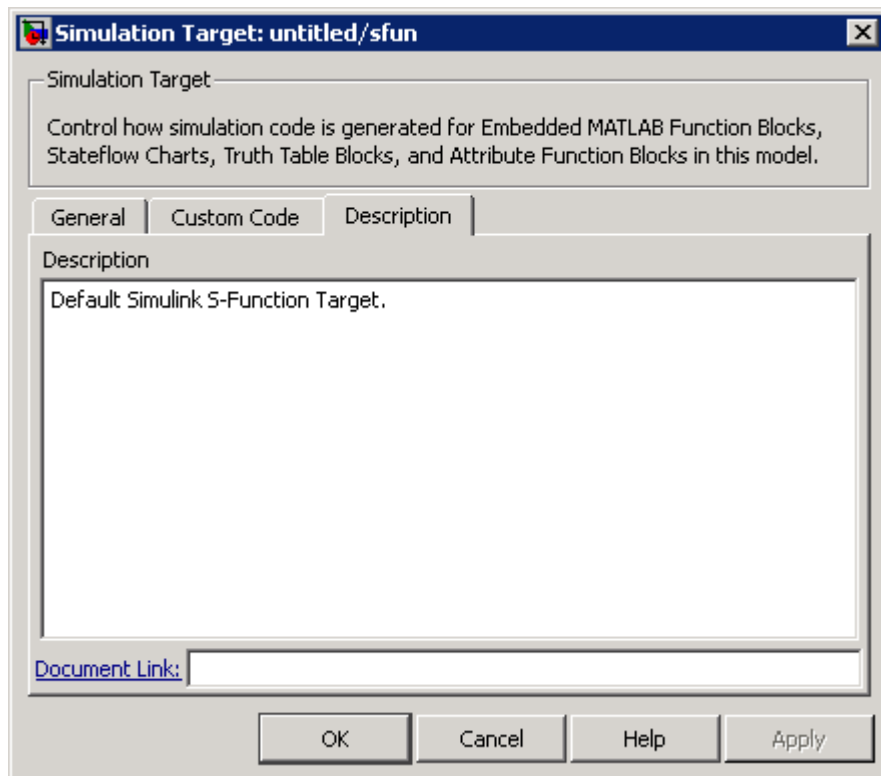 Simulation Target: untitled/sfun
Simulation Target
Control how simulation code is generated for Embedded MATLAB Function Blocks,
Stateflow Charts, Truth Table Blocks, and Attribute Function Blocks in this model.
General
Custom Code
Description
Description
Default Simulink S-Function Target.
Document Link:
OK
Cancel
Help
Apply